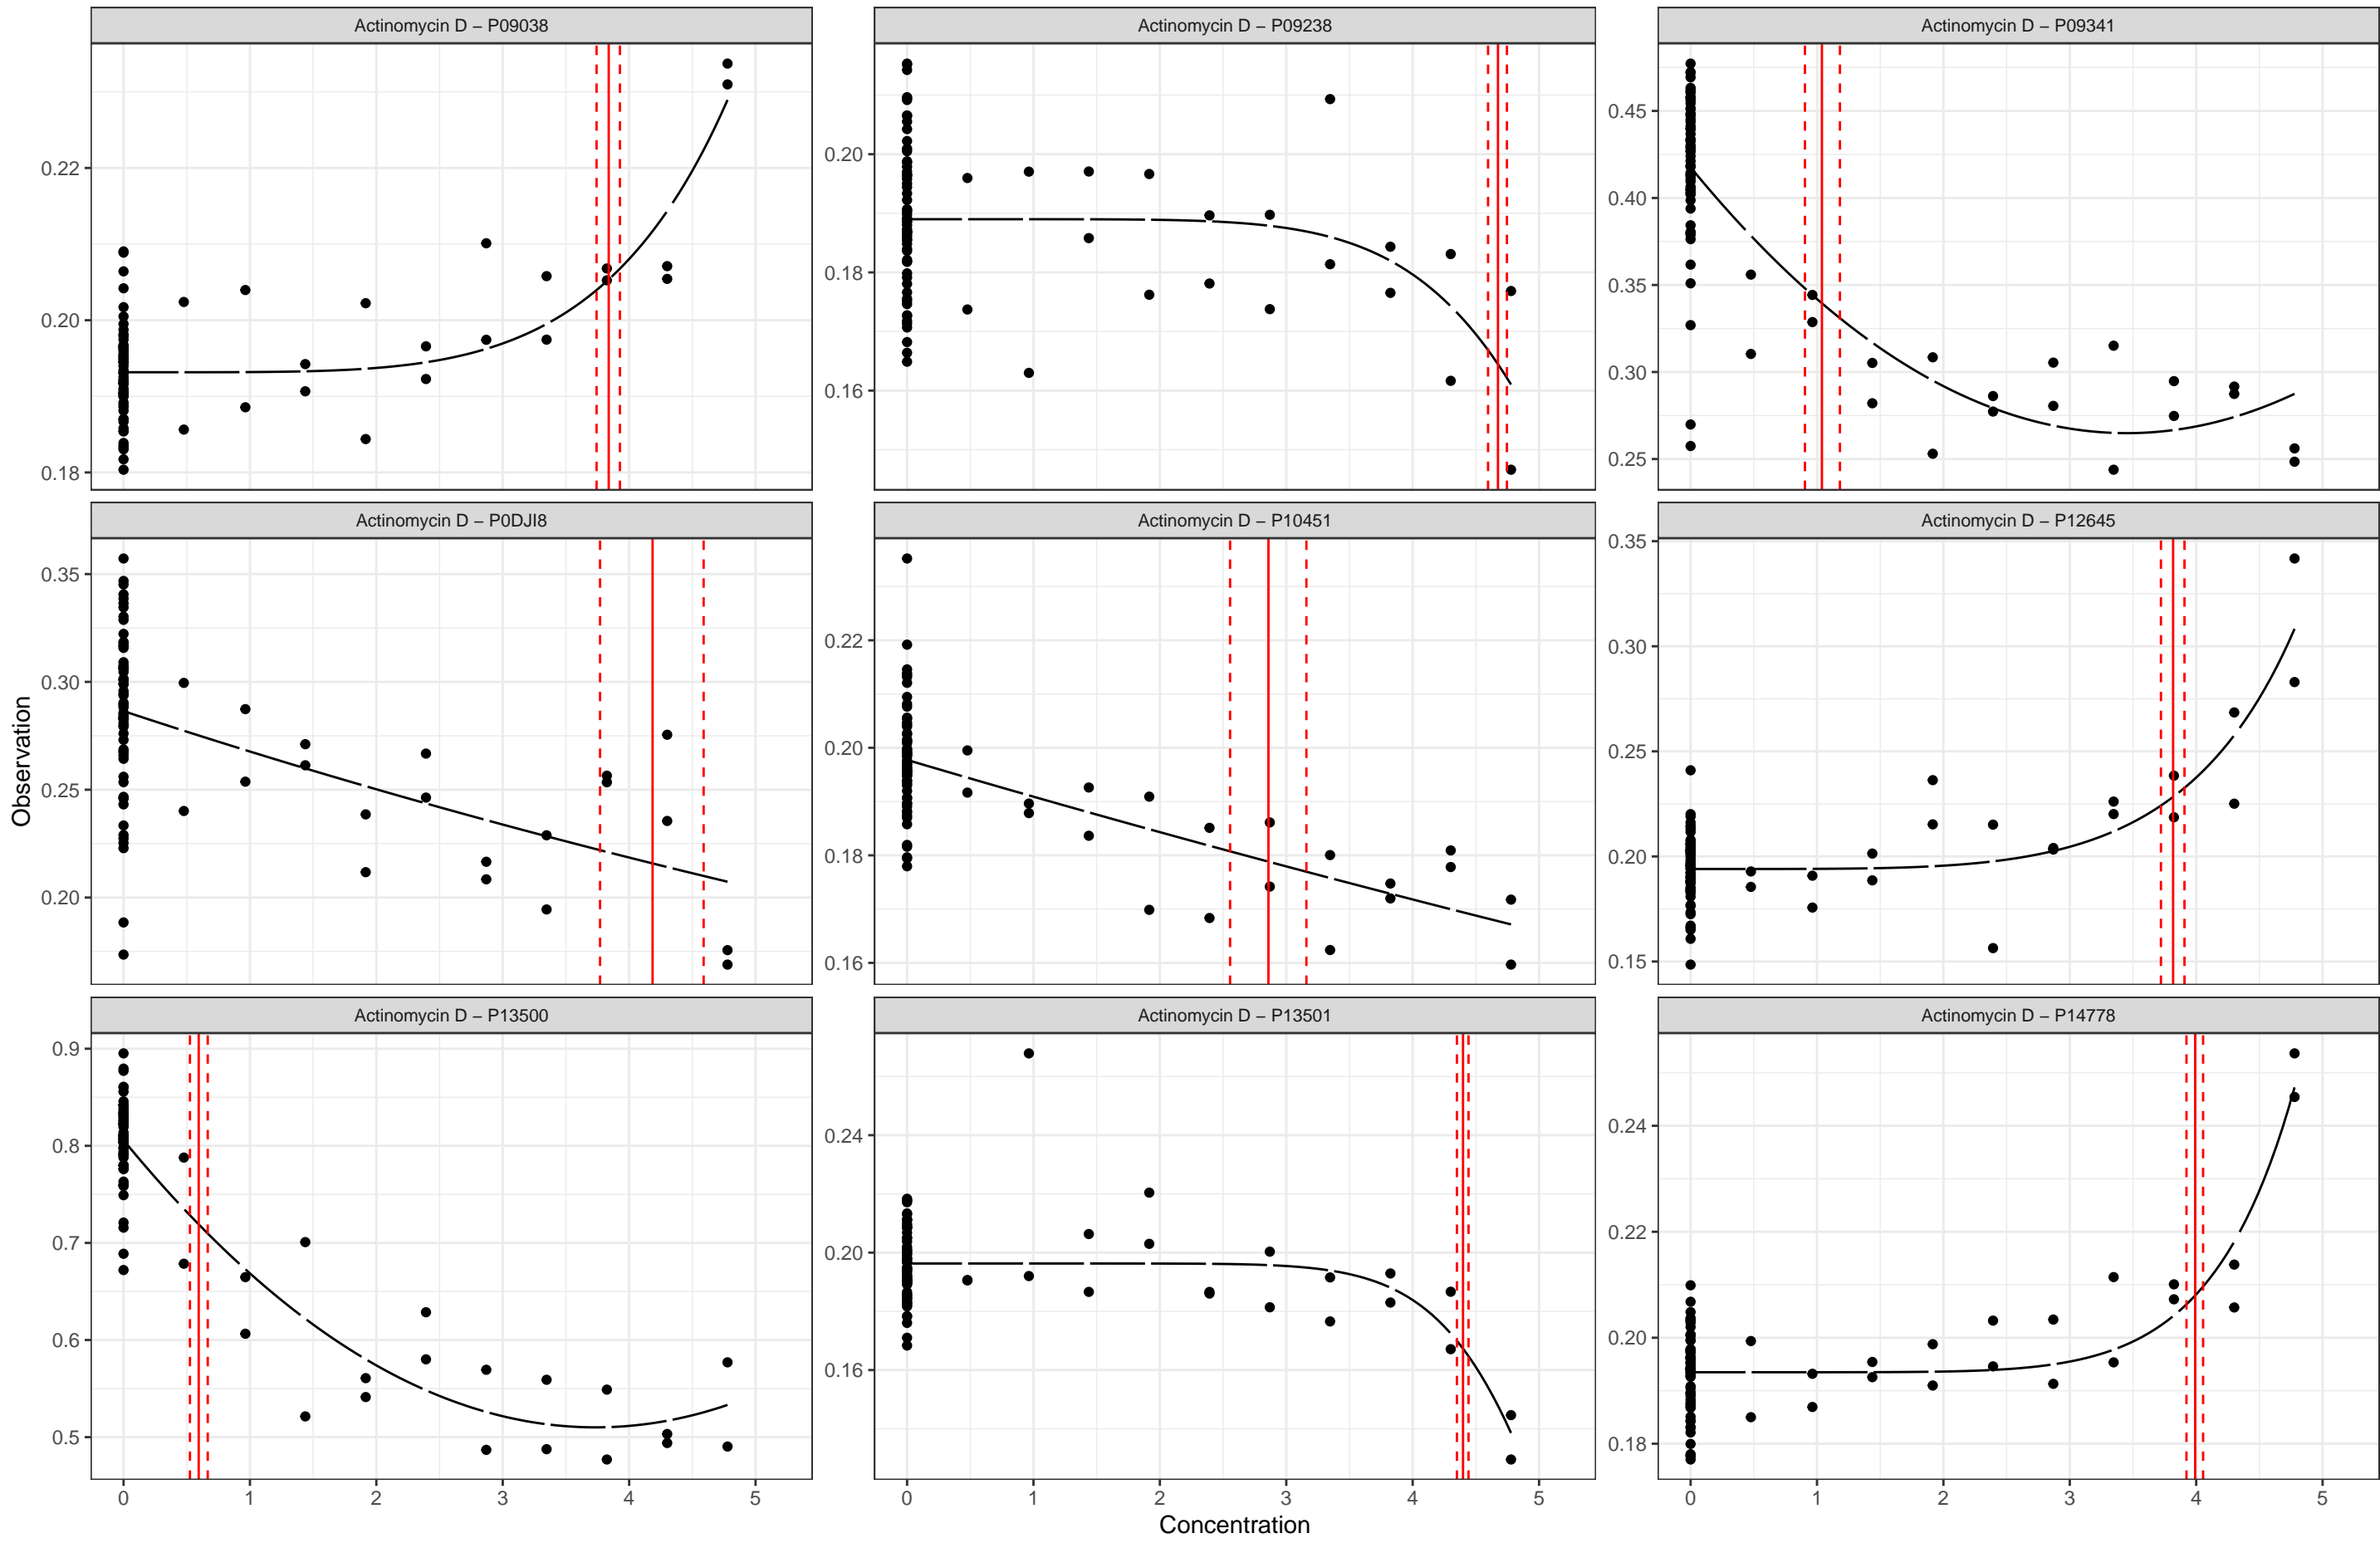 Actinomycin D – P09038
Actinomycin D – P09238
Actinomycin D – P09341
0.22
0.20
0.18
0.20
0.18
0.16
0.45
0.40
0.35
0.30
0.25
Actinomycin D – P0DJI8
Actinomycin D – P10451
Actinomycin D – P12645
0.35
0.30
0.25
0.20
0.22
0.20
0.18
0.16
0.35
0.30
0.25
0.20
0.15
Observation
Actinomycin D – P13500
Actinomycin D – P13501
Actinomycin D – P14778
0.9
0.8
0.7
0.6
0.5
0.24
0.20
0.16
0.24
0.22
0.20
0.18
0 1 2 3 4 5
0 1 2 3 4 5
0 1 2 3 4 5
Concentration